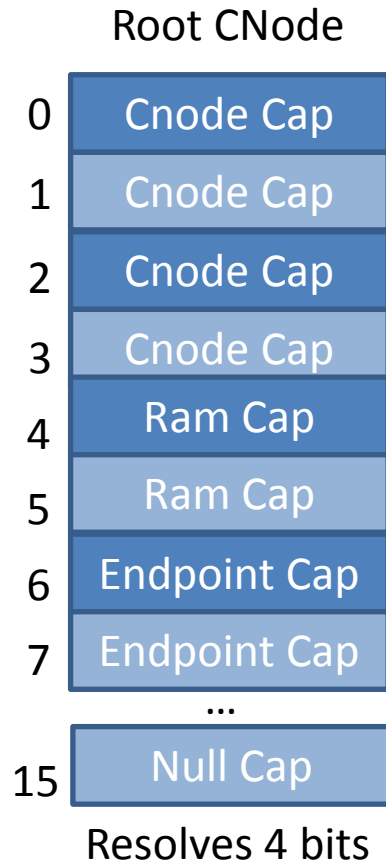 Root CNode
0 Cnode Cap
1 Cnode Cap
2 Cnode Cap
3 Cnode Cap
4 Ram Cap
5 Ram Cap
6 Endpoint Cap
7 Endpoint Cap
...
15 Null Cap
Resolves 4 bits